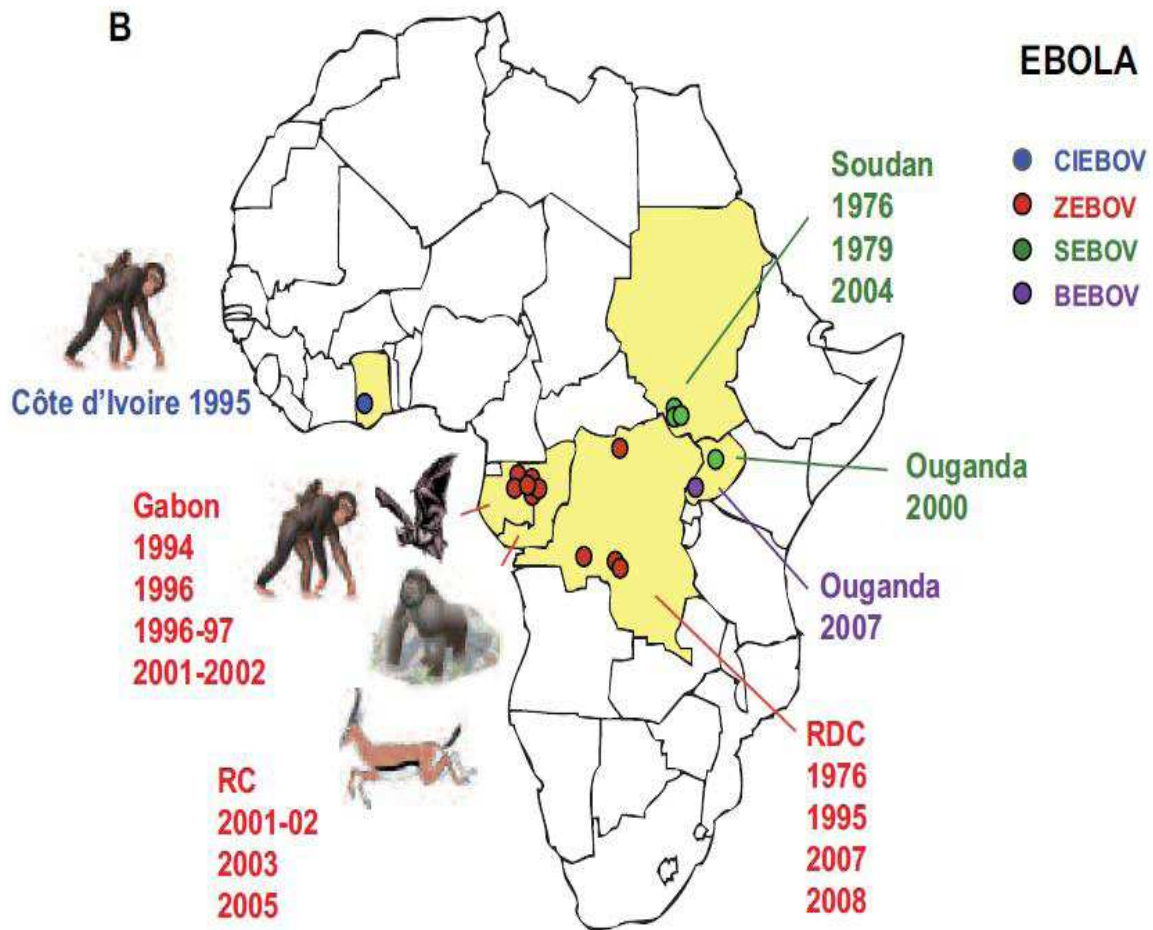 B
EBOLA
CIEBOV
ZEBOV
SEBOV
BEBOV
Soudan
1976
1979
2004
Côte d'Ivoire 1995
Ouganda
2000
Gabon
1994
1996
1996-97
2001-2002
Ouganda
2007
RC
2001-02
2003
2005
RDC
1976
1995
2007
2008